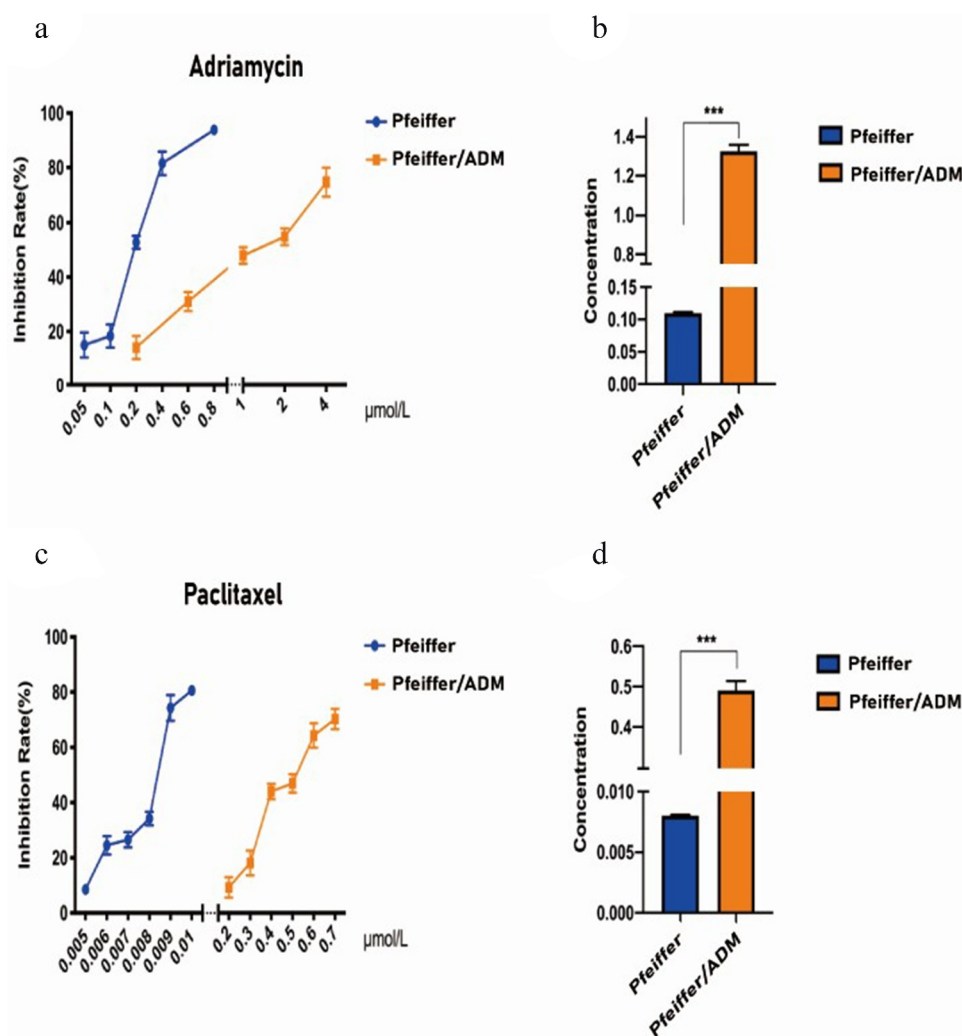 a
Adriamycin
Inhibition Rate(%)
100
80
60
40
20
0
0.05
0.1
0.2
0.4
0.6
0.8
1
2
4
μmol/L
Pfeiffer
Pfeiffer/ADM
b
Concentration
1.4
1.2
1.0
0.8
0.15
0.10
0.05
0.00
***
Pfeiffer
Pfeiffer/ADM
Pfeiffer
Pfeiffer/ADM
c
Paclitaxel
Inhibition Rate(%)
100
80
60
40
20
0
0.005
0.006
0.007
0.008
0.009
0.01
0.2
0.3
0.4
0.5
0.6
0.7
μmol/L
Pfeiffer
Pfeiffer/ADM
d
Concentration
0.6
0.5
0.4
0.010
0.005
0.000
***
Pfeiffer
Pfeiffer/ADM
Pfeiffer
Pfeiffer/ADM